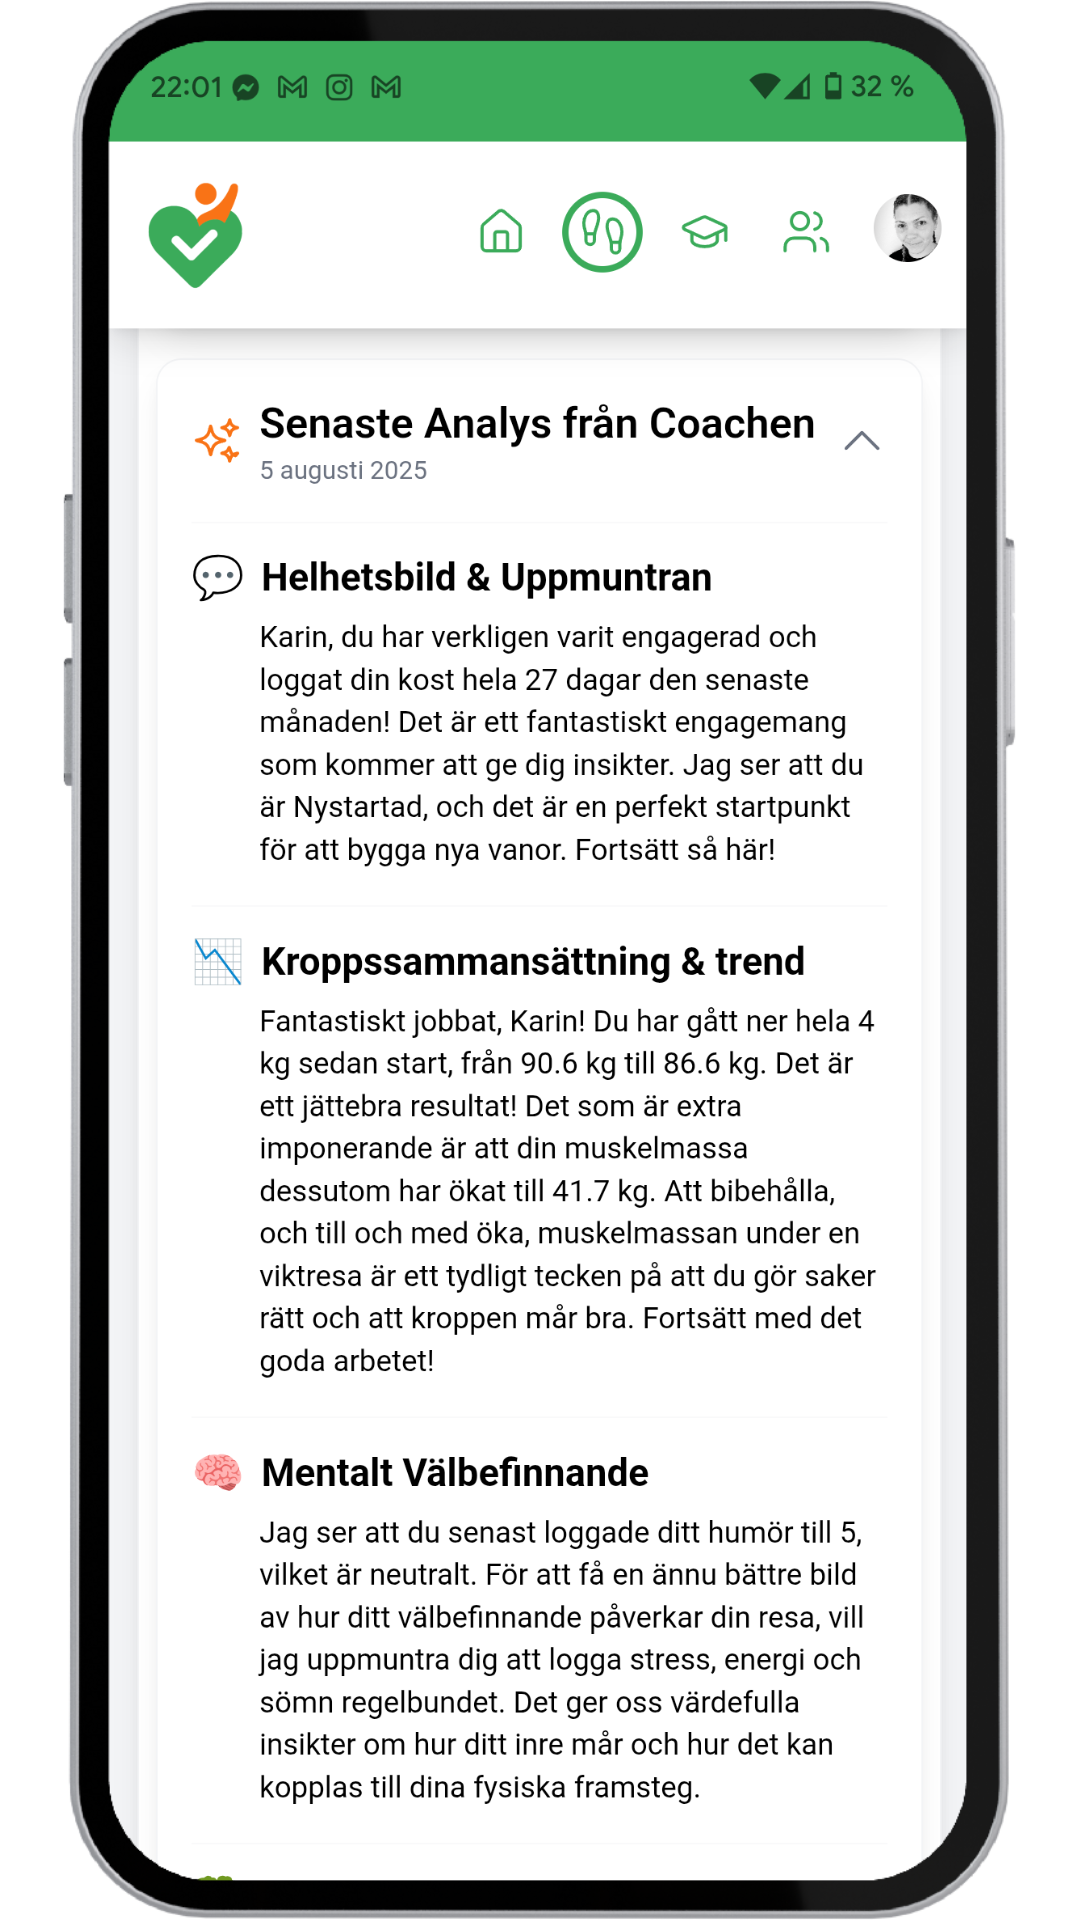 22:01
32 %
Senaste Analys från Coachen
5 augusti 2025
Helhetsbild & Uppmuntran
Karin, du har verkligen varit engagerad och
loggat din kost hela 27 dagar den senaste
månaden! Det är ett fantastiskt engagemang
som kommer att ge dig insikter. Jag ser att du
är Nystartad, och det är en perfekt startpunkt
för att bygga nya vanor. Fortsätt så här!
Kroppssammansättning & trend
Fantastiskt jobbat, Karin! Du har gått ner hela 4
kg sedan start, från 90.6 kg till 86.6 kg. Det är
ett jättebra resultat! Det som är extra
imponerande är att din muskelmassa
dessutom har ökat till 41.7 kg. Att bibehålla,
och till och med öka, muskelmassan under en
viktresa är ett tydligt tecken på att du gör saker
rätt och att kroppen mår bra. Fortsätt med det
goda arbetet!
Mentalt Välbefinnande
Jag ser att du senast loggade ditt humör till 5,
vilket är neutralt. För att få en ännu bättre bild
av hur ditt välbefinnande påverkar din resa, vill
jag uppmuntra dig att logga stress, energi och
sömn regelbundet. Det ger oss värdefulla
insikter om hur ditt inre mår och hur det kan
kopplas till dina fysiska framsteg.